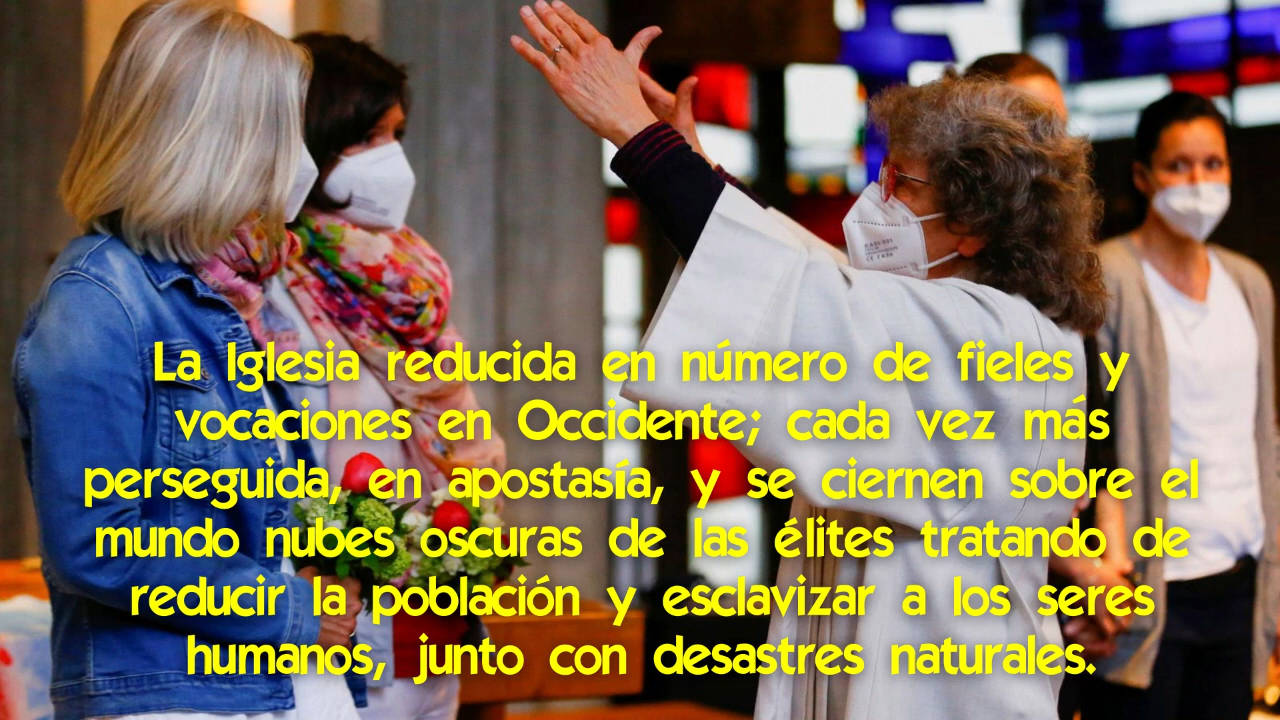 La Iglesia reducida en número de fieles y
vocaciones en Occidente; cada vez más
perseguida, en apostasía, y se ciernen sobre el
mundo nubes oscuras de las élites tratando de
reducir la población y esclavizar a los seres
humanos, junto con desastres naturales.